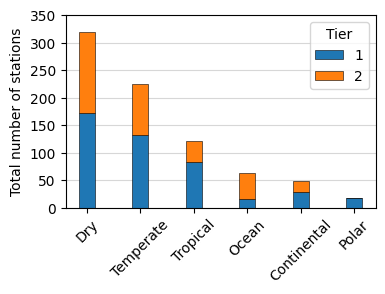 Total number of stations
350
300
250
200
150
100
50
0
Tier
1
2
Dry
Temperate
Tropical
Ocean
Continental
Polar